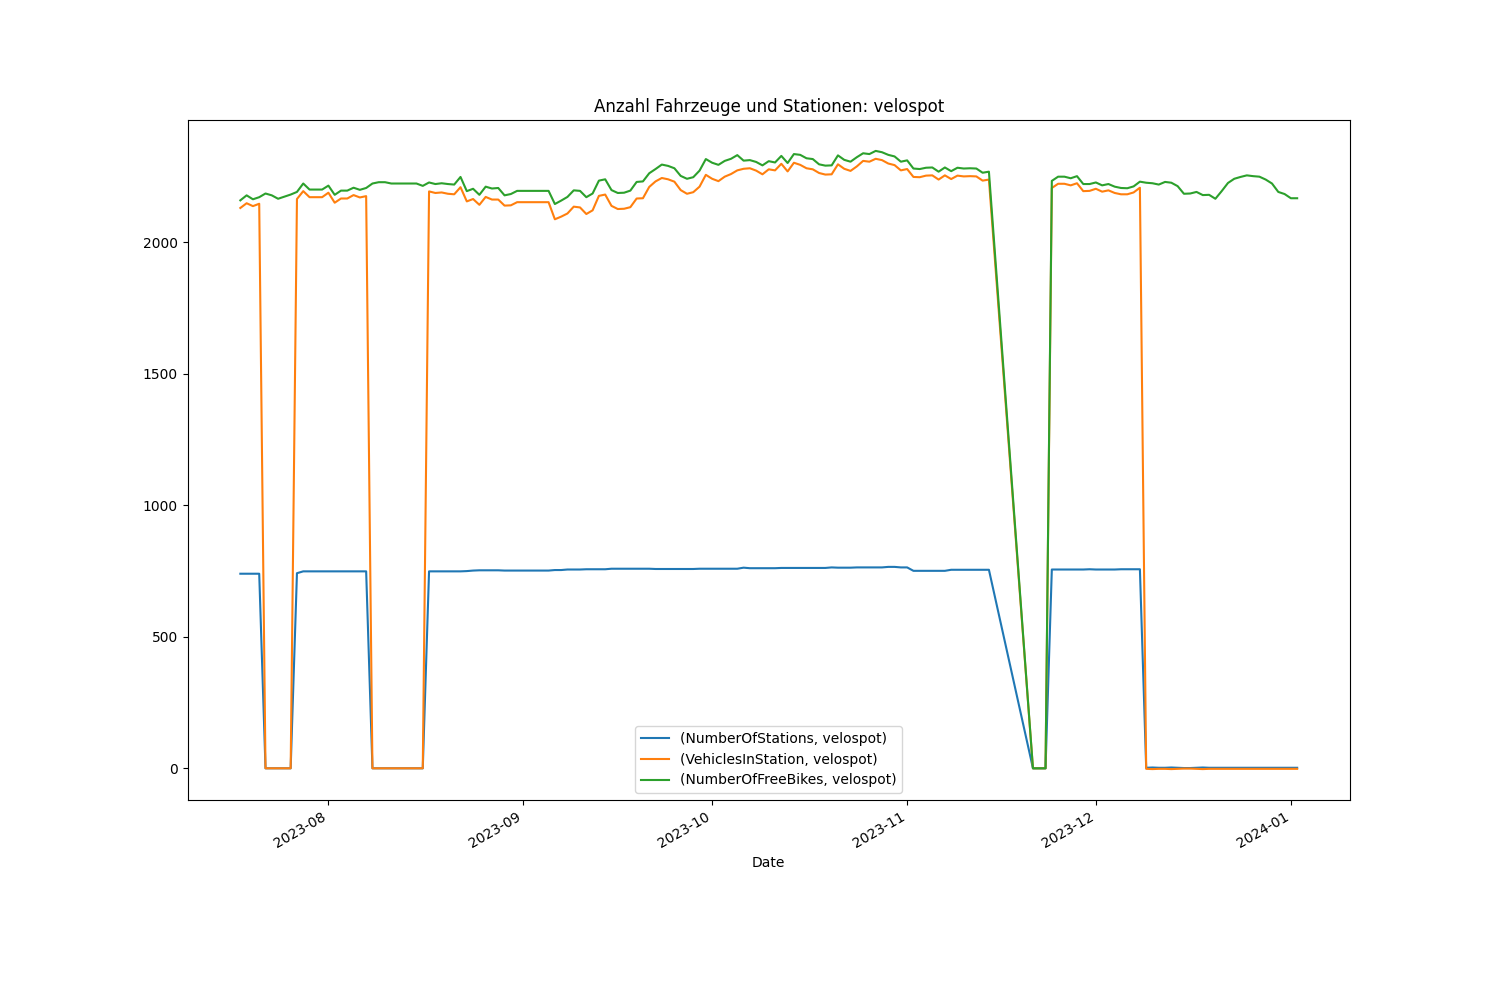 Anzahl Fahrzeuge und Stationen: velospot
2000
1500
1000
500
0
(NumberOfStations, velospot)
(VehiclesInStation, velospot)
(NumberOfFreeBikes, velospot)
2023-08
2023-09
2023-10
2023-11
2023-12
2024-01
Date